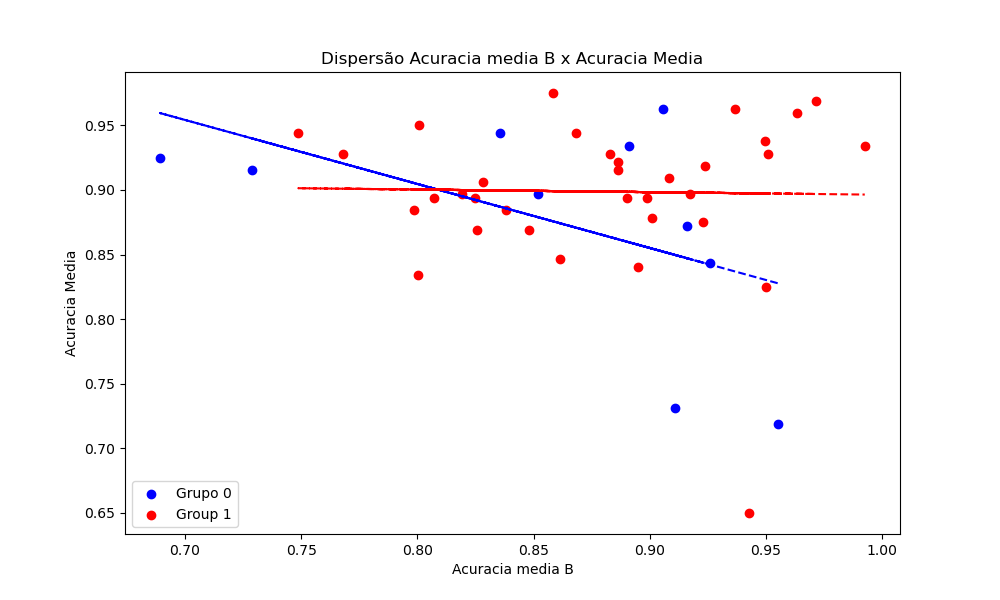 Dispersão Acuracia media B x Acuracia Media
Acuracia Media
0.95
0.90
0.85
0.80
0.75
0.70
0.65
Grupo 0
Group 1
0.70 0.75 0.80 0.85 0.90 0.95 1.00
Acuracia media B